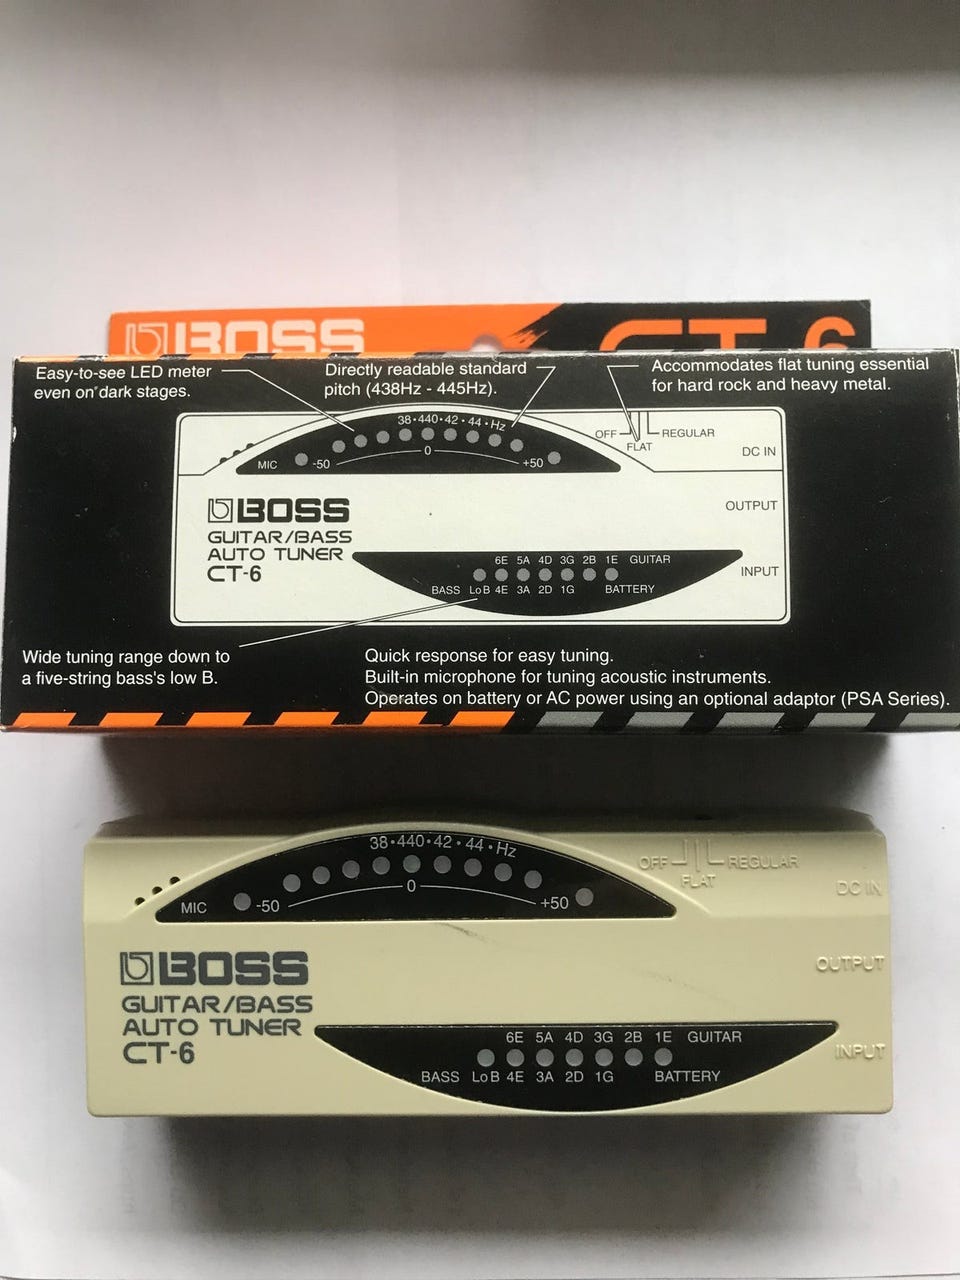 BOSS
CT-6
Easy-to-see LED meter
even on dark stages.
Directly readable standard
pitch (438Hz - 445Hz).
Accommodates flat tuning essential
for hard rock and heavy metal.
38·440·42·44·Hz
OFF REGULAR
FLAT
MIC -50 0 +50
DC IN
BOSS
OUTPUT
GUITAR/BASS
AUTO TUNER
CT-6
6E 5A 4D 3G 2B 1E GUITAR
INPUT
BASS LoB 4E 3A 2D 1G BATTERY
Wide tuning range down to
a five-string bass's low B.
Quick response for easy tuning.
Built-in microphone for tuning acoustic instruments.
Operates on battery or AC power using an optional adaptor (PSA Series).
38·440·42·44·Hz
OFF REGULAR
FLAT
MIC -50 0 +50
DC IN
BOSS
OUTPUT
GUITAR/BASS
AUTO TUNER
CT-6
6E 5A 4D 3G 2B 1E GUITAR
INPUT
BASS LoB 4E 3A 2D 1G BATTERY